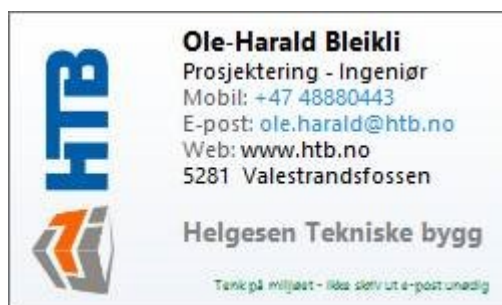 Ole-Harald Bleikli
Prosjektering - Ingeniør
Mobil: +47 48880443
E-post: ole.harald@htb.no
Web: www.htb.no
5281 Valestrandsfossen
HTB
Helgesen Tekniske bygg
Tenk på miljøet - ikke skriv ut e-post unødig